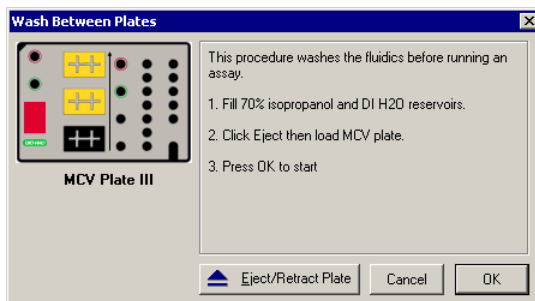 Wash Between Plates
This procedure washes the fluidics before running an
assay.
1. Fill 70% isopropanol and DI H2O reservoirs.
2. Click Eject then load MCV plate.
3. Press OK to start
BIO-RAD
MCV Plate III
Eject/Retract Plate
Cancel
OK